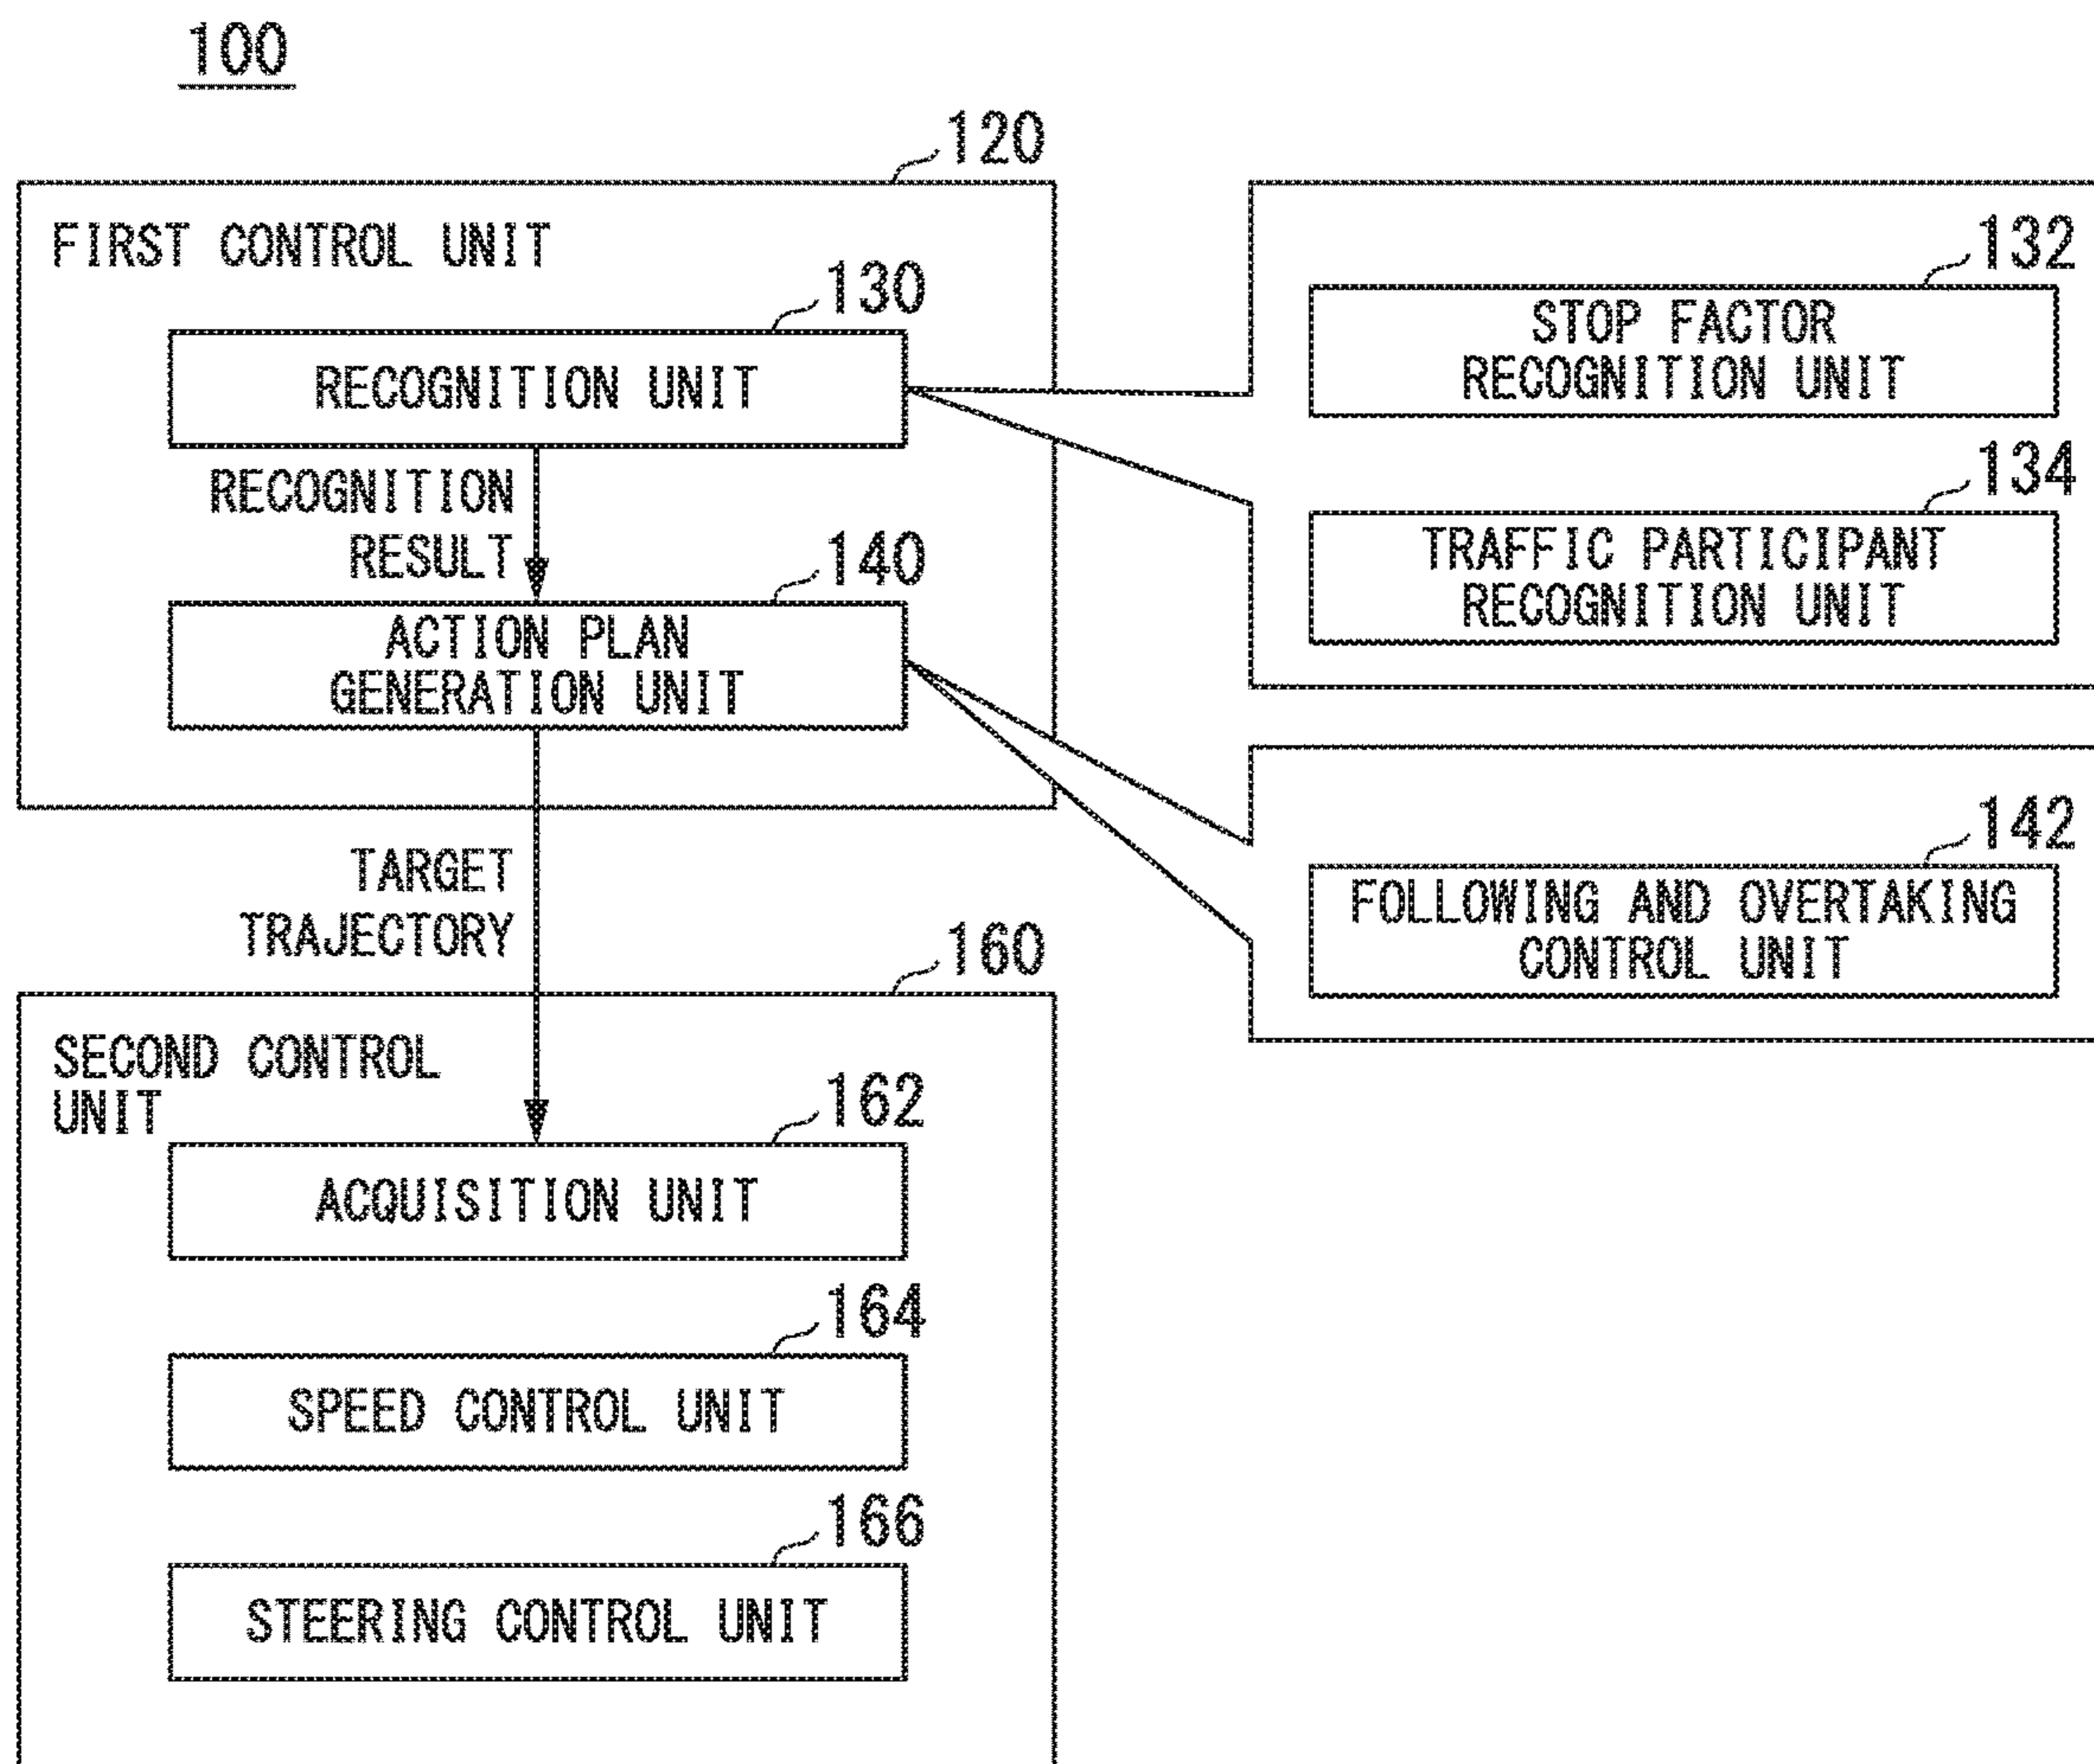 100
120
FIRST CONTROL UNIT
130
RECOGNITION UNIT
RECOGNITION
RESULT
140
ACTION PLAN
GENERATION UNIT
132
STOP FACTOR
RECOGNITION UNIT
134
TRAFFIC PARTICIPANT
RECOGNITION UNIT
142
FOLLOWING AND OVERTAKING
CONTROL UNIT
TARGET
TRAJECTORY
160
SECOND CONTROL
UNIT
162
ACQUISITION UNIT
164
SPEED CONTROL UNIT
166
STEERING CONTROL UNIT